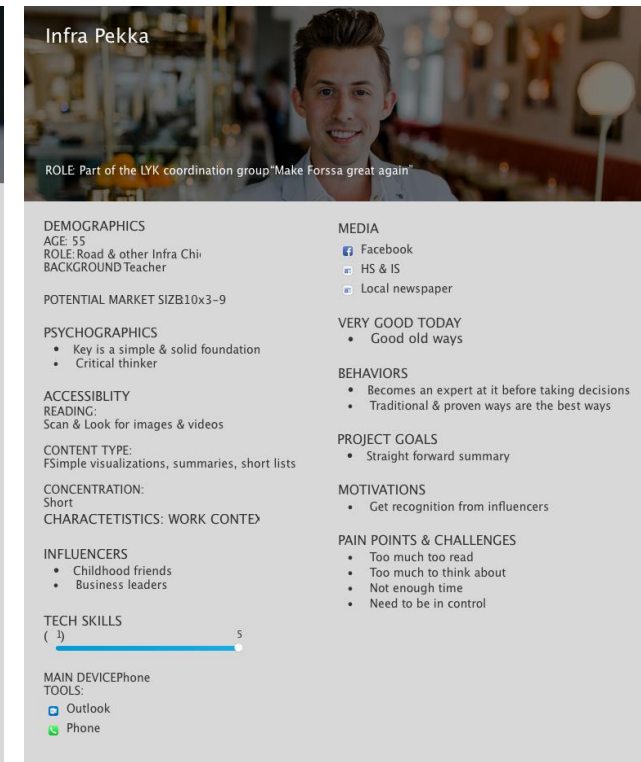 Infra Pekka
ROLE: Part of the LYK coordination group“Make Forssa great again”
DEMOGRAPHICS
AGE: 55
ROLE:Road & other Infra Chi
BACKGROUND Teacher
POTENTIAL MARKET SIZE:10x3-9
PSYCHOGRAPHICS
• Key is a simple & solid foundation
• Critical thinker
ACCESSIBLITY
READING:
Scan & Look for images & videos
CONTENT TYPE:
FSimple visualizations, summaries, short lists
CONCENTRATION:
Short
CHARACTETISTICS: WORK CONTEX
INFLUENCERS
• Childhood friends
• Business leaders
TECH SKILLS
( 1) 5
MAIN DEVICEPhone
TOOLS:
Outlook
Phone
MEDIA
Facebook
HS & IS
Local newspaper
VERY GOOD TODAY
• Good old ways
BEHAVIORS
• Becomes an expert at it before taking decisions
• Traditional & proven ways are the best ways
PROJECT GOALS
• Straight forward summary
MOTIVATIONS
• Get recognition from influencers
PAIN POINTS & CHALLENGES
• Too much too read
• Too much to think about
• Not enough time
• Need to be in control